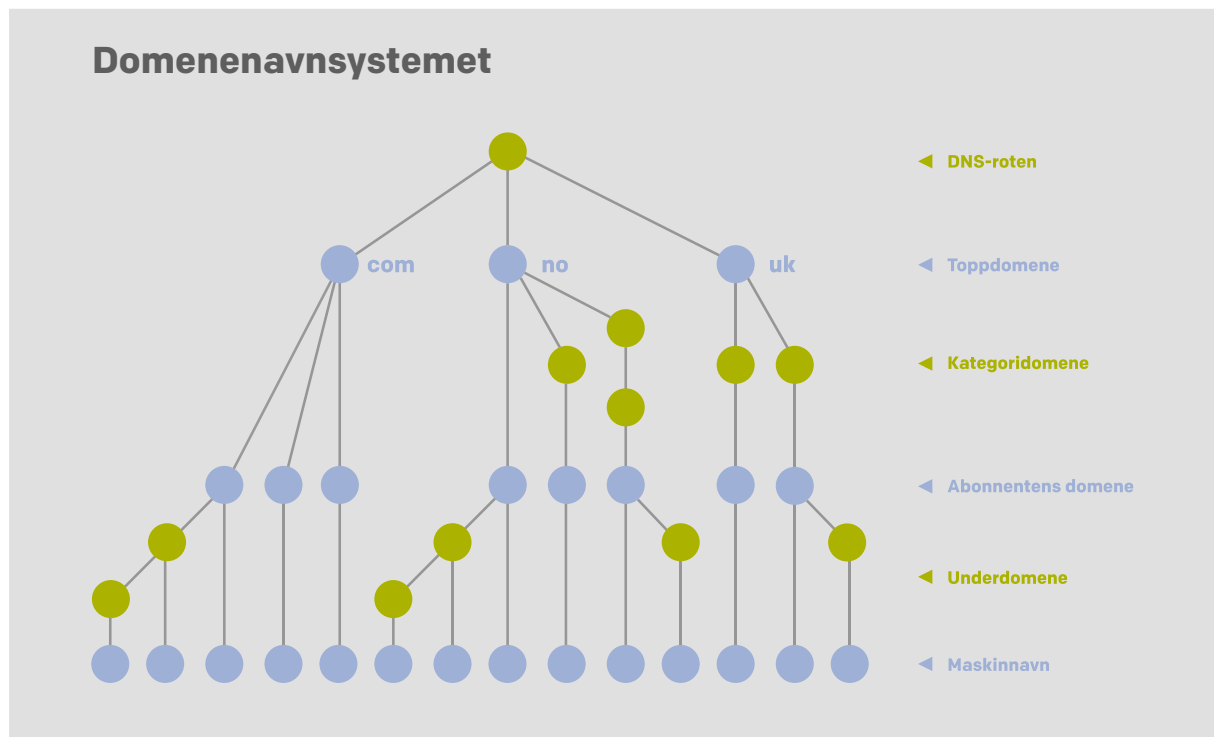 Domenenavnsystemet
DNS-roten
com
no
uk
Toppdomene
Kategoridomene
Abonnentens domene
Underdomene
Maskinnavn